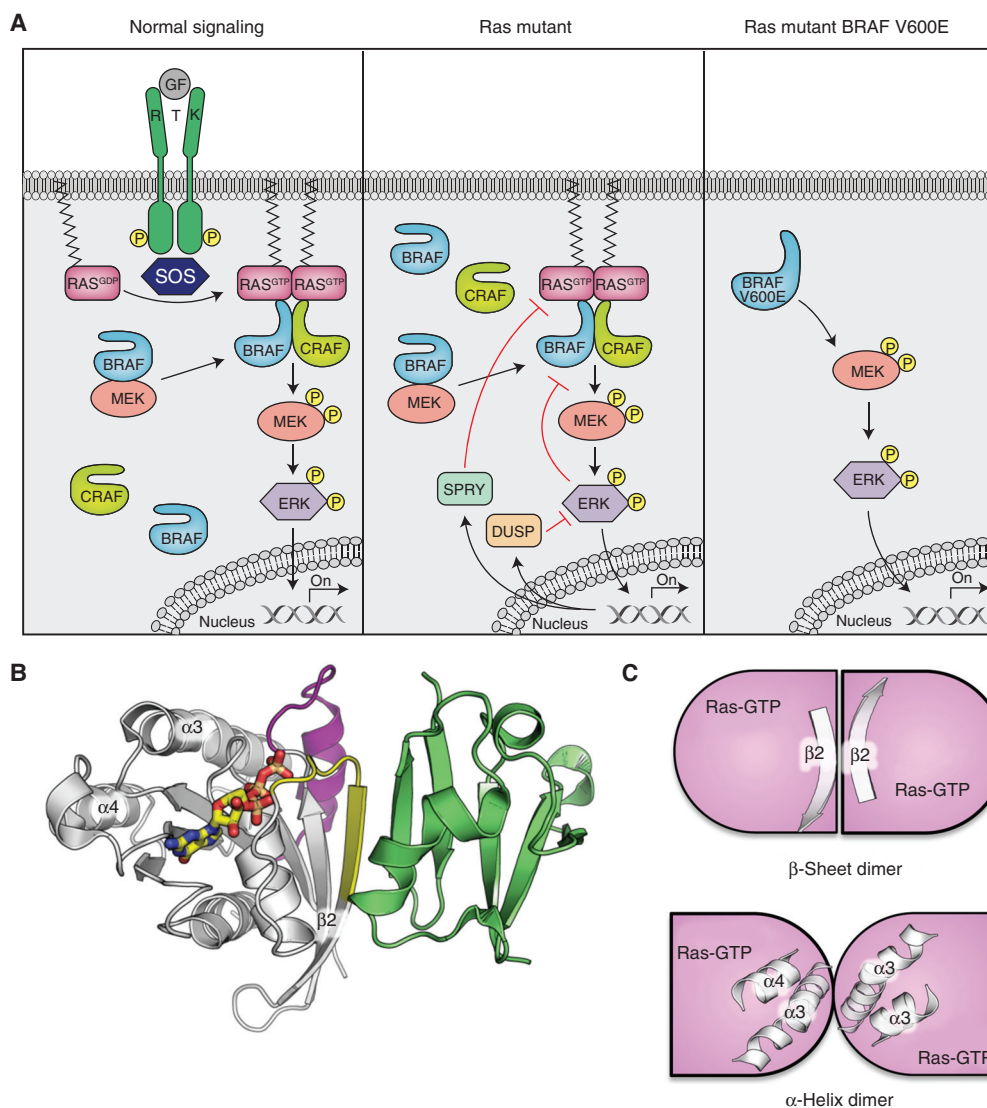 A
Normal signaling
Ras mutant
Ras mutant BRAF V600E
GF
R T K
P
P
RAS^GDP
SOS
RAS^GTP
RAS^GTP
BRAF
CRAF
BRAF
MEK
MEK
P
P
CRAF
BRAF
ERK
P
P
On
Nucleus
BRAF
CRAF
RAS^GTP
RAS^GTP
BRAF
CRAF
BRAF
MEK
MEK
P
P
SPRY
DUSP
ERK
P
P
On
Nucleus
BRAF
V600E
MEK
P
P
ERK
P
P
On
Nucleus
B
α3
α4
β2
C
Ras-GTP
β2
β2
Ras-GTP
β-Sheet dimer
Ras-GTP
α4
α3
α3
α3
Ras-GTP
α-Helix dimer